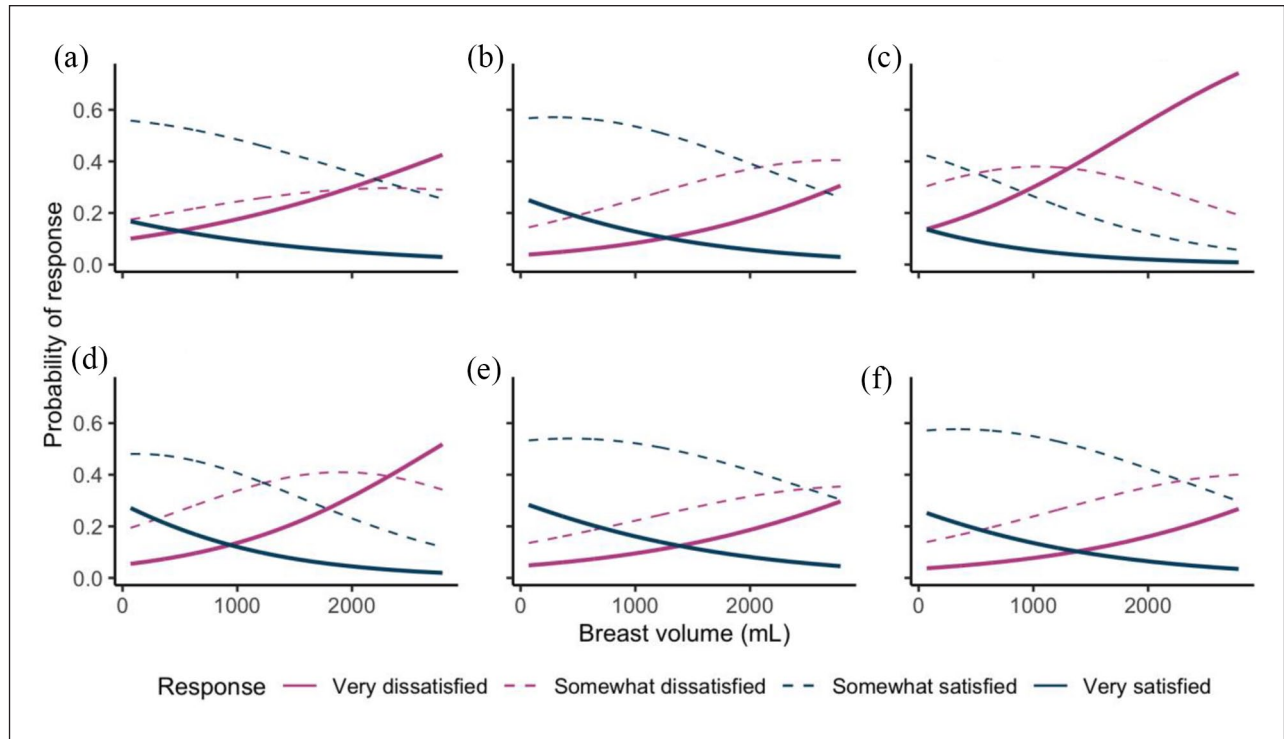 (a) (b) (c)
0.6
0.4
0.2
0.0
(d) (e) (f)
0.6
0.4
0.2
0.0
Probability of response
0 1000 2000 0 1000 2000 0 1000 2000
Breast volume (mL)
Response Very dissatisfied Somewhat dissatisfied Somewhat satisfied Very satisfied